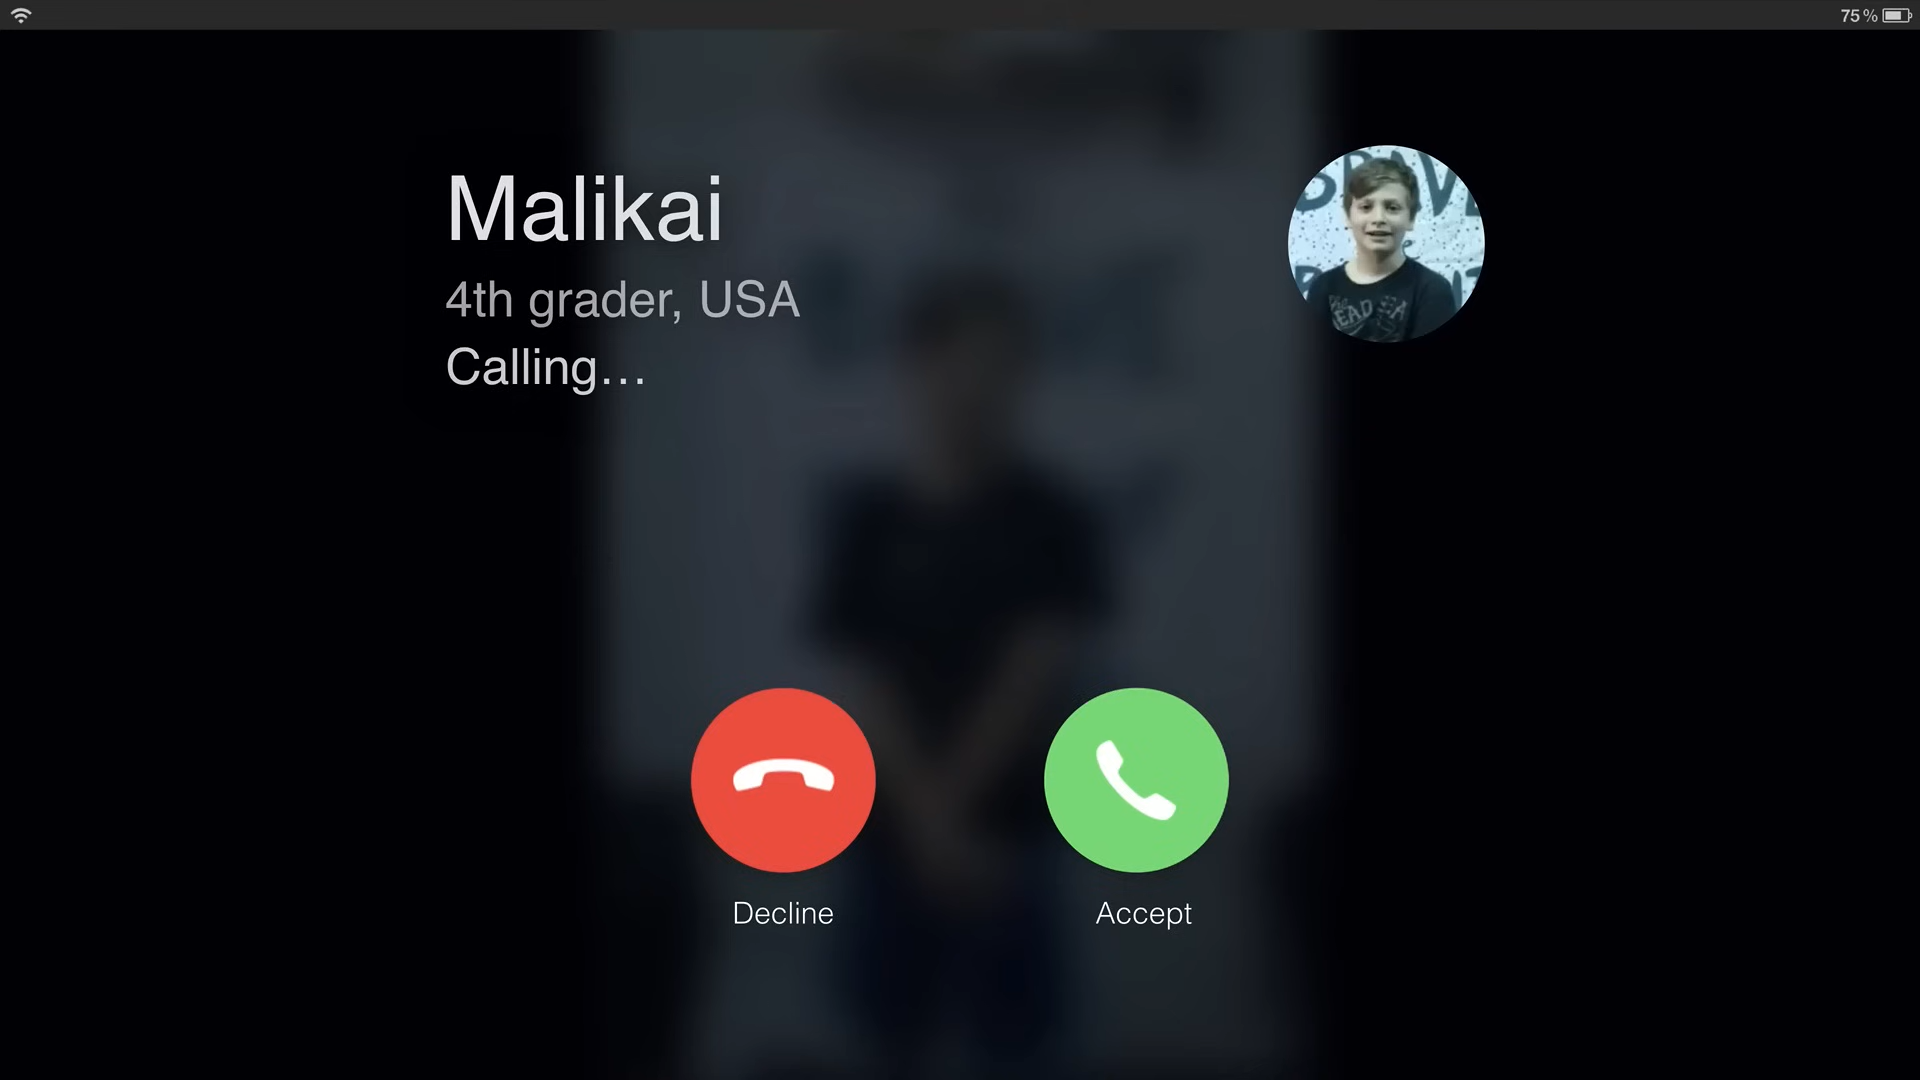 75 %
Malikai
4th grader, USA
Calling...
Decline
Accept